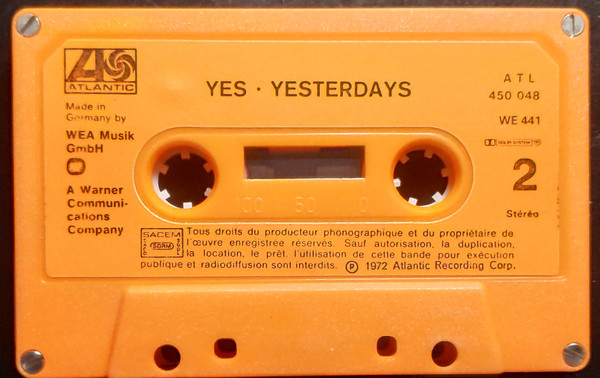 ATLANTIC
YES · YESTERDAYS
ATL
450 048
Made in
Germany by
WE 441
WEA Musik
GmbH
DOLBY SYSTEM
2
A Warner
Communi-
cations
Company
Stéréo
100 50 0
SACEM
Tous droits du producteur phonographique et du propriétaire de
l'œuvre enregistrée réservés. Sauf autorisation, la duplication,
la location, le prêt, l'utilisation de cette bande pour exécution
publique et radiodiffusion sont interdits. Ⓟ 1972 Atlantic Recording Corp.